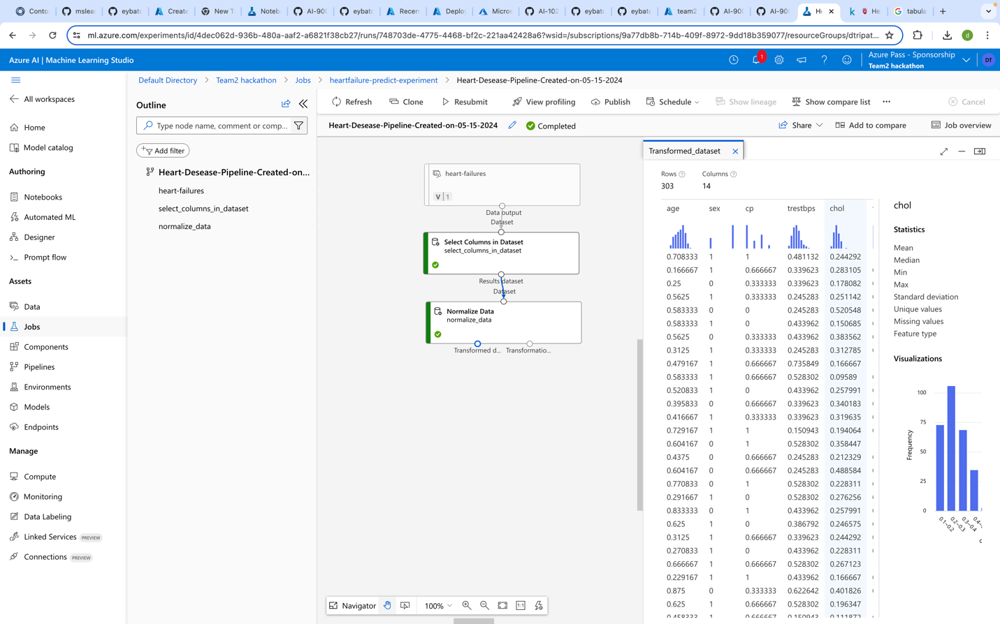 Conto
mslear
eybatc
Create
New T
Noteb
AI-900
eybatc
Recen
Deploy
Micros
AI-102
eybatc
eybatc
team2
AI-900
AI-900
He
He
tabula
ml.azure.com/experiments/id/4dec062d-936b-480a-aaf2-a6821f38cb27/runs/748703de-4775-4468-bf2c-221aa42428a6?wsid=/subscriptions/9a77db8b-714b-409f-8972-9dd18b359077/resourceGroups/dtripat...
d
Azure AI | Machine Learning Studio
1
Azure Pass - Sponsorship
Team2 hackathon
DT
Default Directory > Team2 hackathon > Jobs > heartfailure-predict-experiment > Heart-Desease-Pipeline-Created-on-05-15-2024
All workspaces
Home
Model catalog
Authoring
Notebooks
Automated ML
Designer
Prompt flow
Assets
Data
Jobs
Components
Pipelines
Environments
Models
Endpoints
Manage
Compute
Monitoring
Data Labeling
Linked Services PREVIEW
Connections PREVIEW
Outline
Type node name, comment or comp...
Add filter
Heart-Desease-Pipeline-Created-on...
heart-failures
select_columns_in_dataset
normalize_data
Refresh
Clone
Resubmit
View profiling
Publish
Schedule
Show lineage
Show compare list
Cancel
Heart-Desease-Pipeline-Created-on-05-15-2024
Completed
Share
Add to compare
Job overview
heart-failures
V 1
Data output
Dataset
Select Columns in Dataset
select_columns_in_dataset
Results dataset
Dataset
Normalize Data
normalize_data
Transformed d... Transformatio...
Navigator
100%
1:1
Transformed_dataset
Rows Columns
303 14
age sex cp trestbps chol
0.708333 1 1 0.481132 0.244292
0.166667 1 0.666667 0.339623 0.283105
0.25 0 0.333333 0.339623 0.178082
0.5625 1 0.333333 0.245283 0.251142
0.583333 0 0 0.245283 0.520548
0.583333 1 0 0.433962 0.150685
0.5625 0 0.333333 0.433962 0.383562
0.3125 1 0.333333 0.245283 0.312785
0.479167 1 0.666667 0.735849 0.166667
0.583333 1 0.666667 0.528302 0.09589
0.520833 1 0 0.433962 0.257991
0.395833 0 0.666667 0.339623 0.340183
0.416667 1 0.333333 0.339623 0.319635
0.729167 1 1 0.150943 0.194064
0.604167 0 1 0.528302 0.358447
0.4375 0 0.666667 0.245283 0.212329
0.604167 0 0.666667 0.245283 0.488584
0.770833 0 1 0.528302 0.228311
0.291667 1 0 0.528302 0.276256
0.833333 0 1 0.433962 0.257991
0.625 1 0 0.386792 0.246575
0.3125 1 0.666667 0.339623 0.244292
0.270833 1 0 0.433962 0.228311
0.666667 1 0.666667 0.528302 0.267123
0.229167 1 1 0.433962 0.166667
0.875 0 0.333333 0.622642 0.401826
0.625 1 0.666667 0.528302 0.196347
0.458333 1 0.666667 0.150943 0.111872
chol
Statistics
Mean
Median
Min
Max
Standard deviation
Unique values
Missing values
Feature type
Visualizations
100
75
50
25
0
Frequency
0.1~0.2
0.2~0.3
0.3~0.4
0.4~